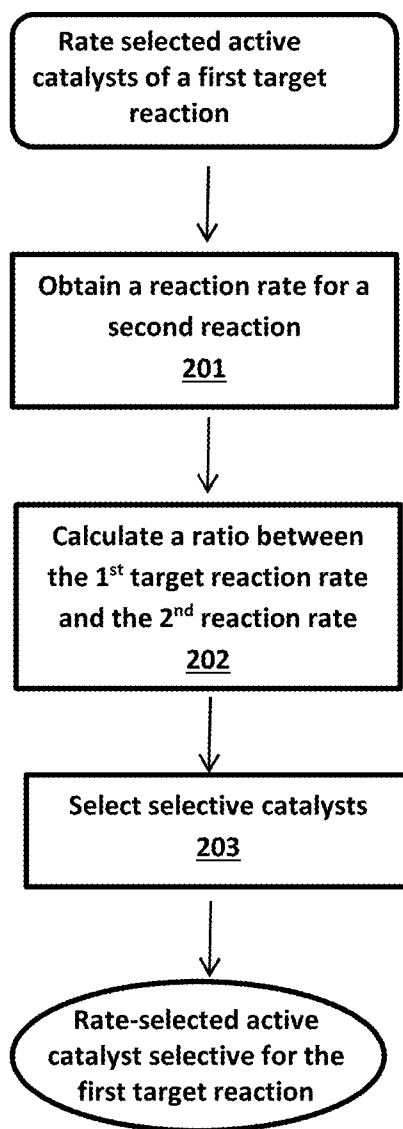 Rate selected active
catalysts of a first target
reaction
Obtain a reaction rate for a
second reaction
201
Calculate a ratio between
the 1st target reaction rate
and the 2nd reaction rate
202
Select selective catalysts
203
Rate-selected active
catalyst selective for the
first target reaction